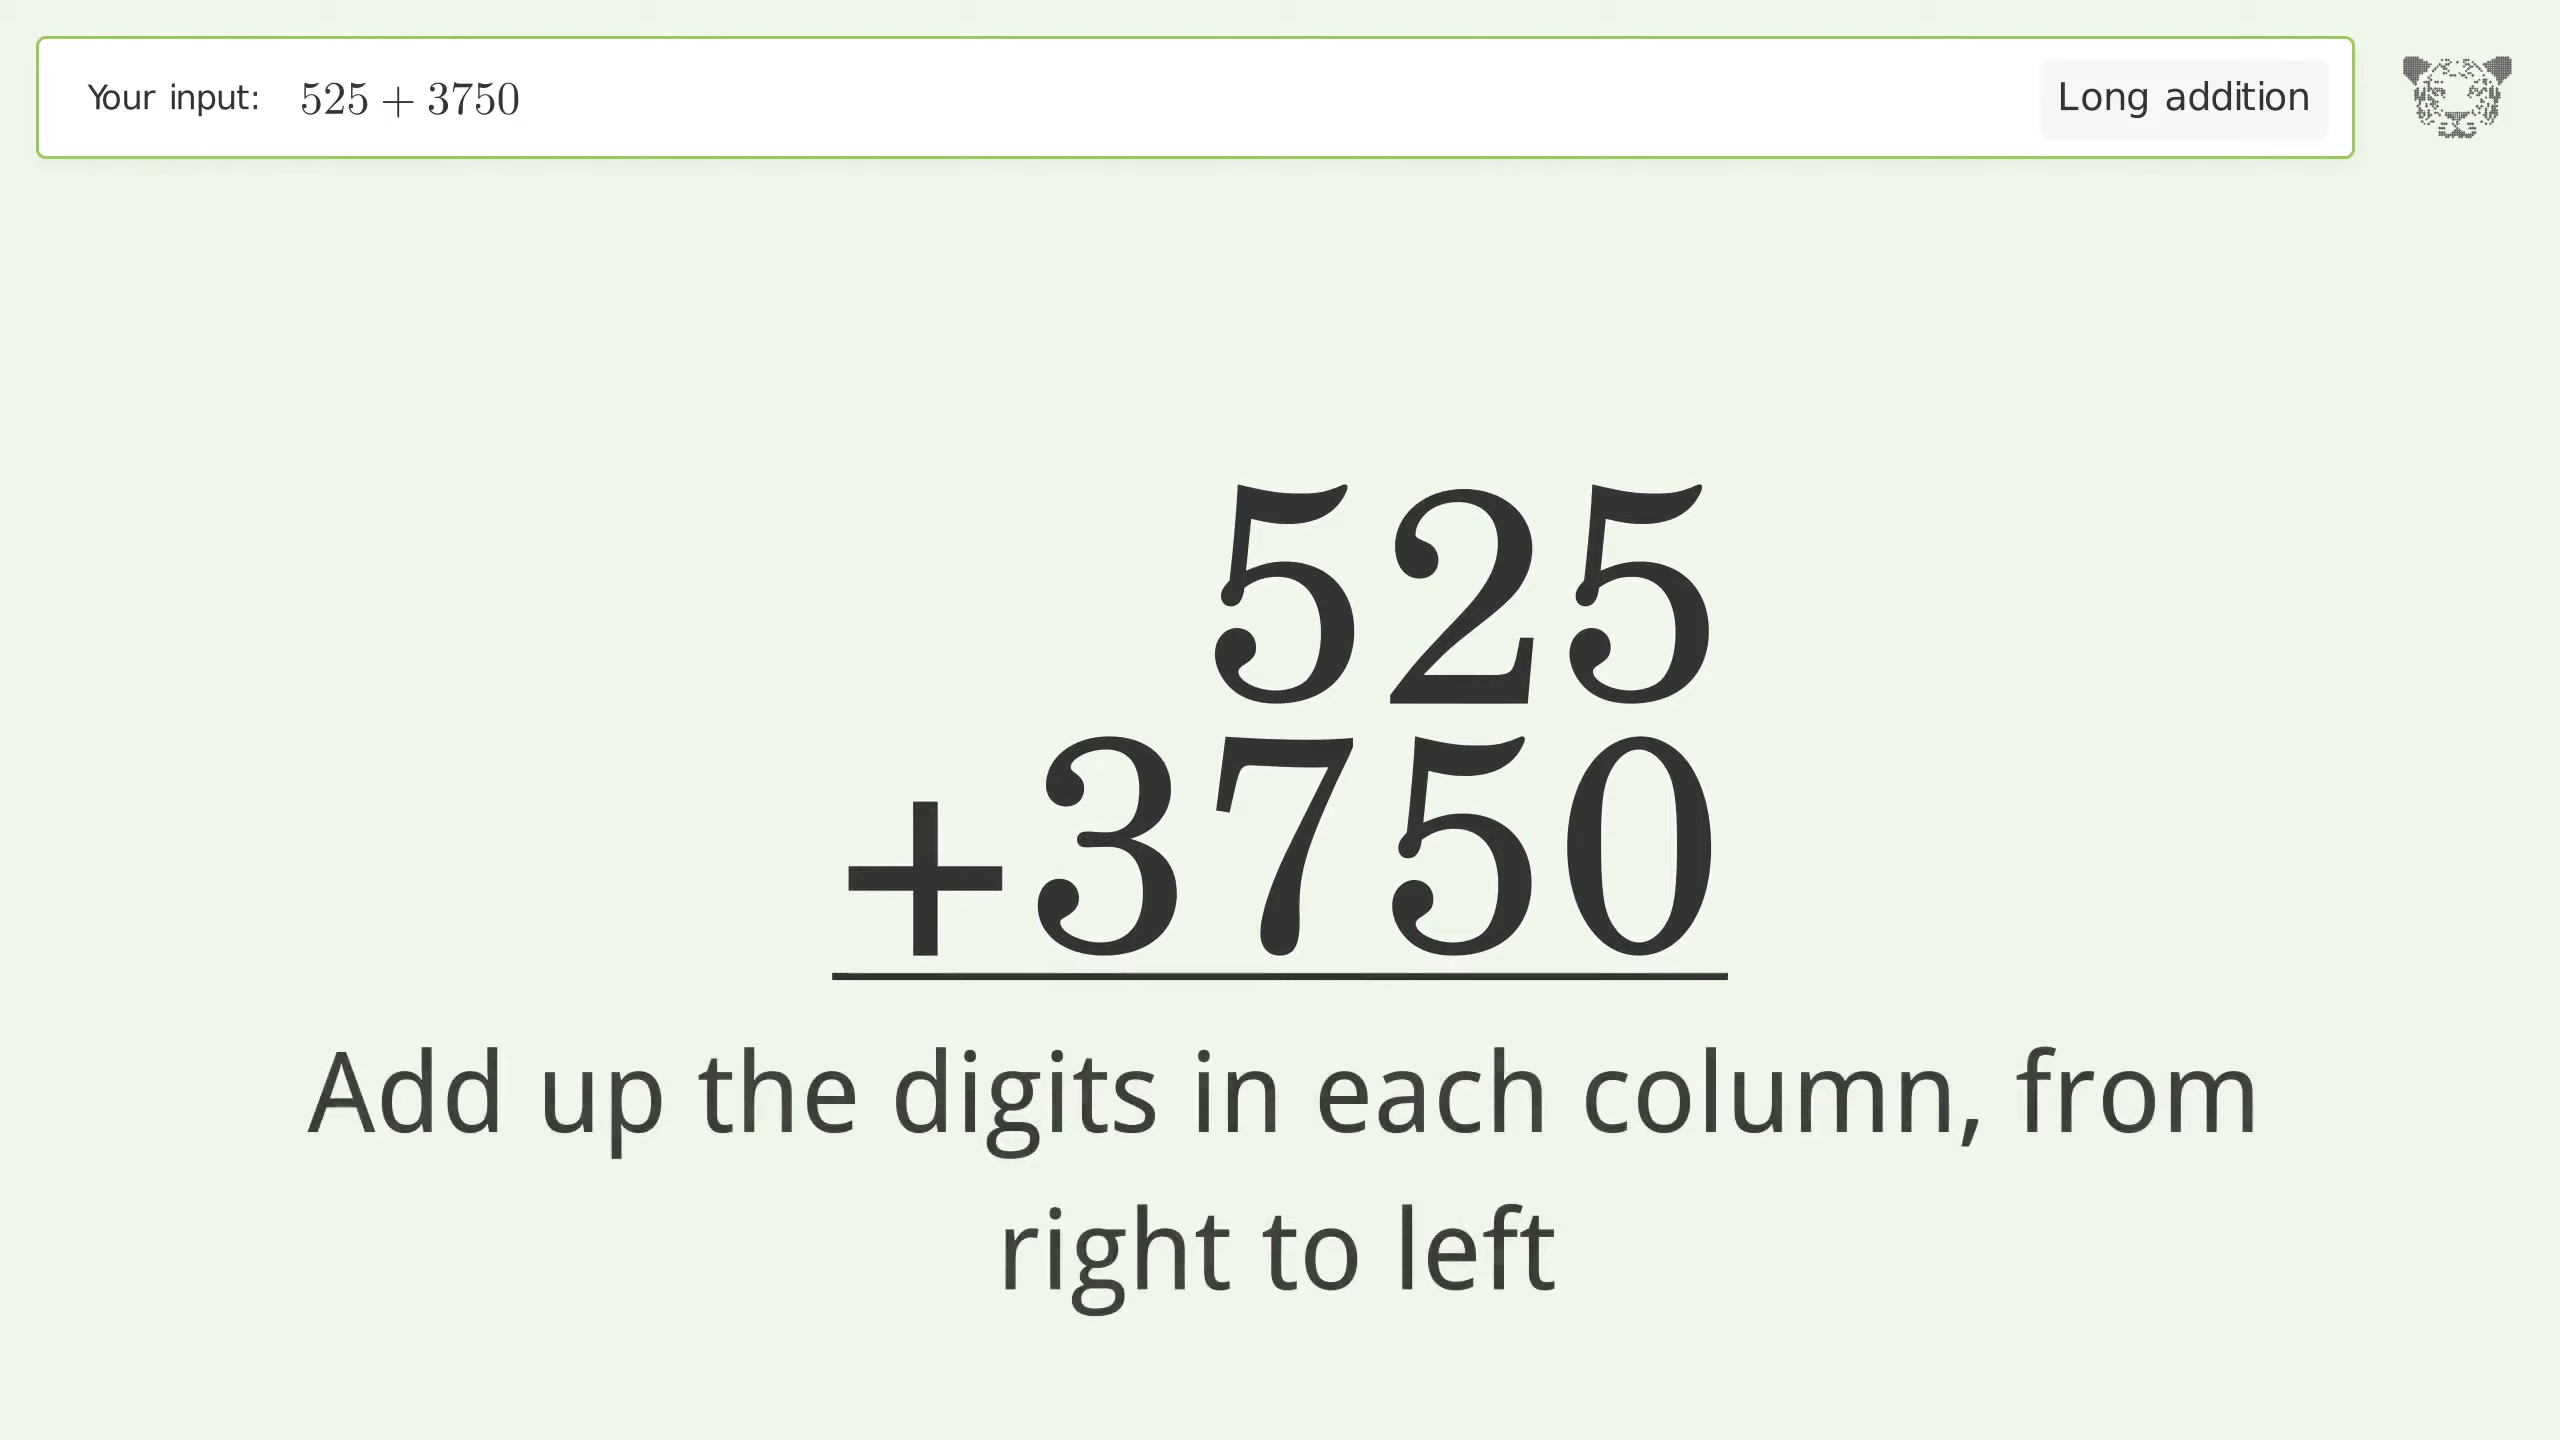 Your input: 525 + 3750
Long addition
525
+3750
Add up the digits in each column, from
right to left